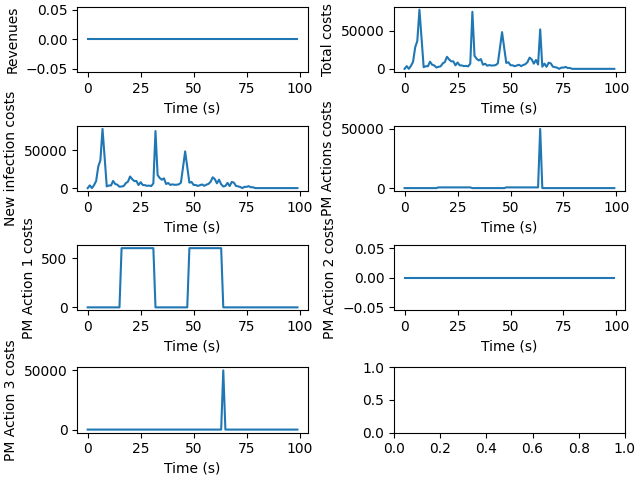 Revenues
0.05
0.00
−0.05
0 25 50 75 100
Time (s)
Total costs
50000
0
0 25 50 75 100
Time (s)
New infection costs
50000
0
0 25 50 75 100
Time (s)
PM Actions costs
50000
0
0 25 50 75 100
Time (s)
PM Action 1 costs
500
0
0 25 50 75 100
Time (s)
PM Action 2 costs
0.05
0.00
−0.05
0 25 50 75 100
Time (s)
PM Action 3 costs
50000
0
0 25 50 75 100
Time (s)
1.0
0.5
0.0
0.0 0.2 0.4 0.6 0.8 1.0